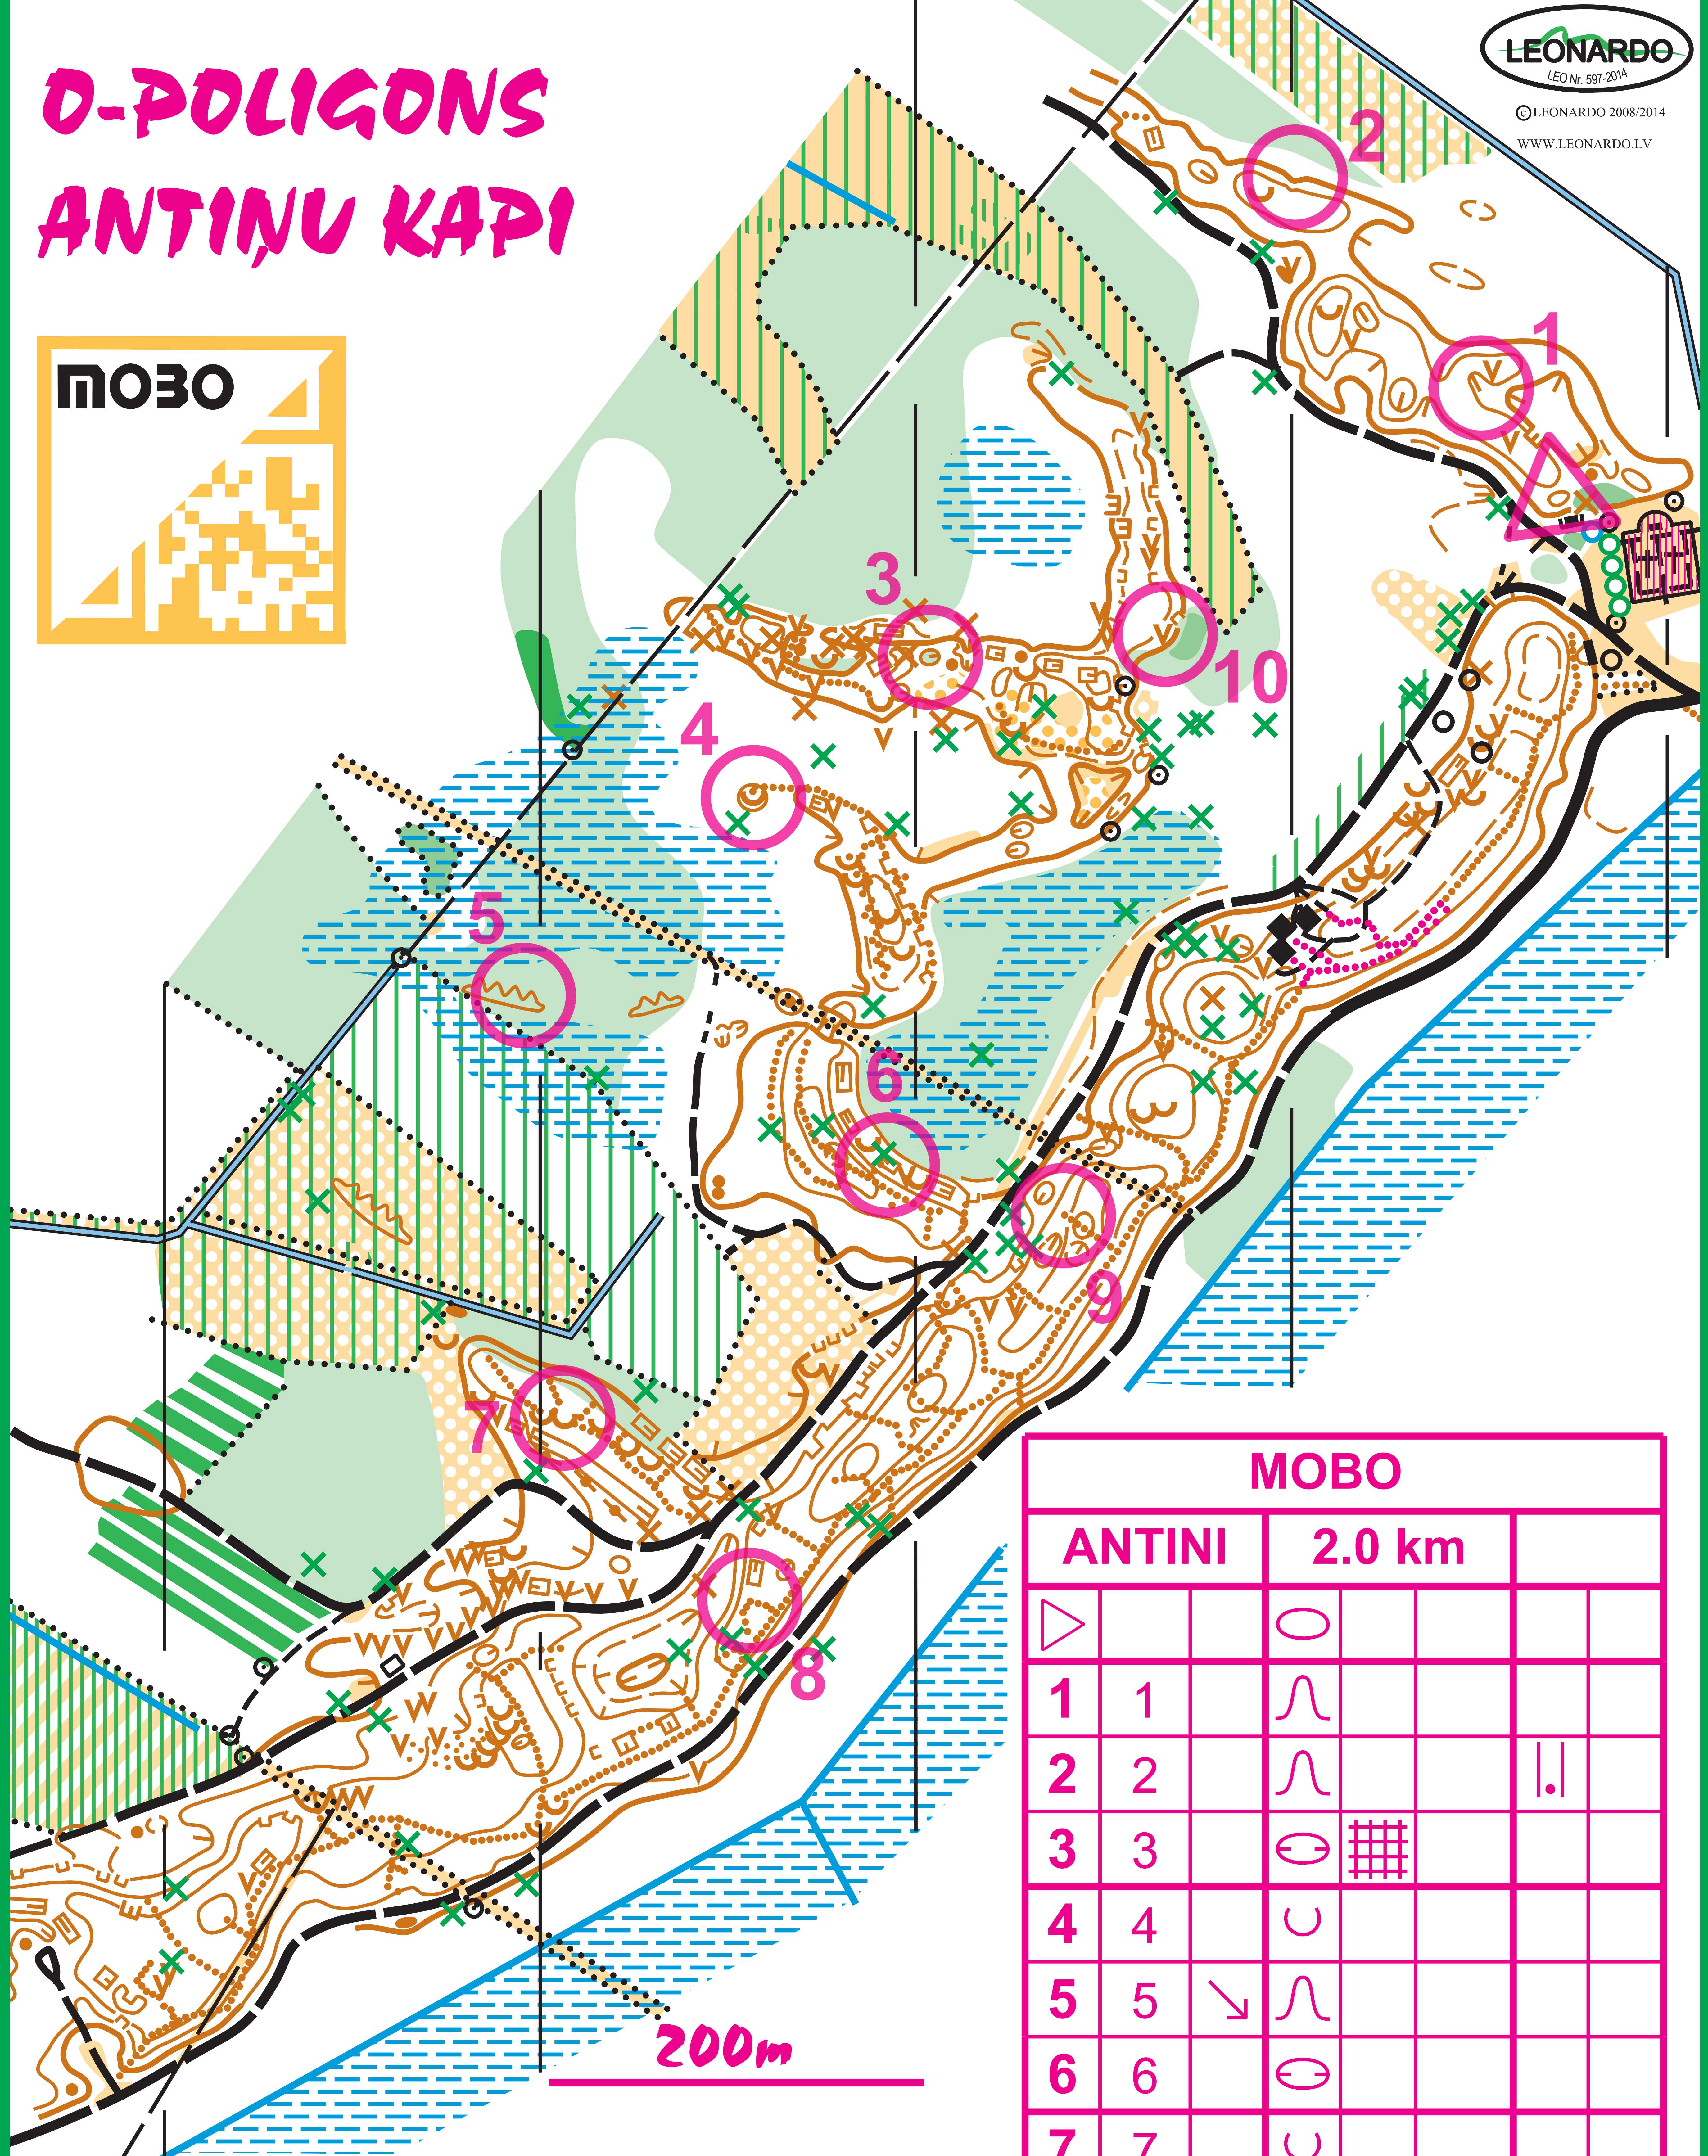 O-POLIGONS
ANTIŅU KAPI
MOBO
LEONARDO
LEO Nr. 597-2014
© LEONARDO 2008/2014
WWW.LEONARDO.LV
2
1
3
10
4
5
6
9
7
8
200m
MOBO
ANTINI 2.0 km
1 1
2 2
3 3
4 4
5 5
6 6
7 7